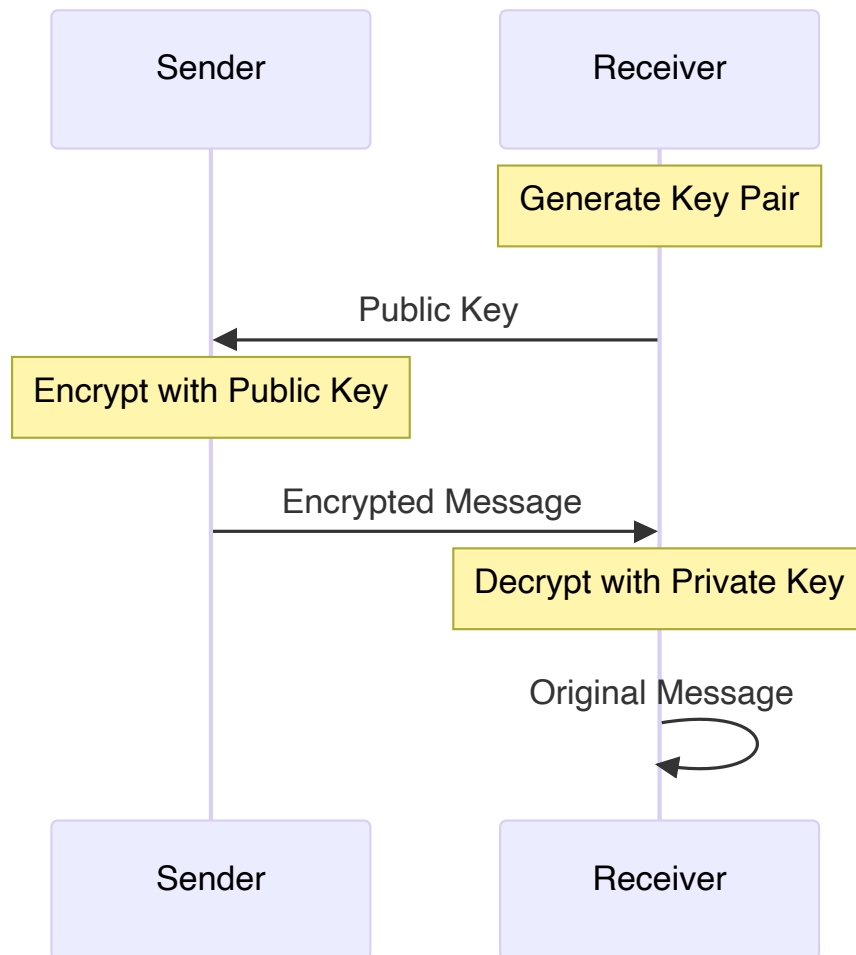 Sender
Receiver
Generate Key Pair
Public Key
Encrypt with Public Key
Encrypted Message
Decrypt with Private Key
Original Message
Sender
Receiver